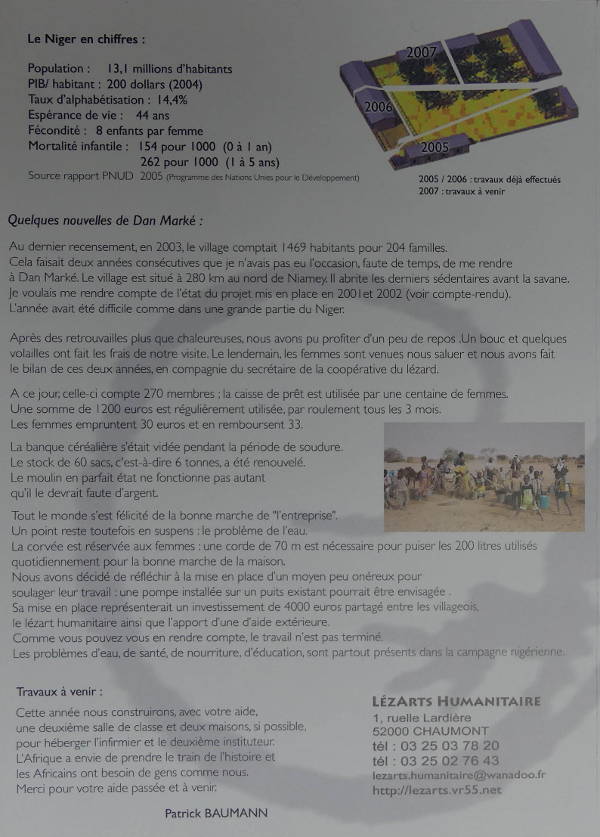 Le Niger en chiffres :
Population : 13,1 millions d'habitants
PIB/ habitant : 200 dollars (2004)
Taux d'alphabétisation : 14,4%
Espérance de vie : 44 ans
Fécondité : 8 enfants par femme
Mortalité infantile : 154 pour 1000 (0 à 1 an)
262 pour 1000 (1 à 5 ans)
Source rapport PNUD 2005 (Programme des Nations Unies pour le Développement)
2007
2006
2005
2005 / 2006 : travaux déjà effectués
2007 : travaux à venir
Quelques nouvelles de Dan Marké :
Au dernier recensement, en 2003, le village comptait 1469 habitants pour 204 familles.
Cela faisait deux années consécutives que je n'avais pas eu l'occasion, faute de temps, de me rendre
à Dan Marké. Le village est situé à 280 km au nord de Niamey. Il abrite les derniers sédentaires avant la savane.
Je voulais me rendre compte de l'état du projet mis en place en 2001et 2002 (voir compte-rendu).
L'année avait été difficile comme dans une grande partie du Niger.
Après des retrouvailles plus que chaleureuses, nous avons pu profiter d'un peu de repos .Un bouc et quelques
volailles ont fait les frais de notre visite. Le lendemain, les femmes sont venues nous saluer et nous avons fait
le bilan de ces deux années, en compagnie du secrétaire de la coopérative du lézard.
A ce jour, celle-ci compte 270 membres ; la caisse de prêt est utilisée par une centaine de femmes.
Une somme de 1200 euros est régulièrement utilisée, par roulement tous les 3 mois.
Les femmes empruntent 30 euros et en remboursent 33.
La banque céréalière s'était vidée pendant la période de soudure.
Le stock de 60 sacs, c'est-à-dire 6 tonnes, a été renouvelé.
Le moulin en parfait état ne fonctionne pas autant
qu'il le devrait faute d'argent.
Tout le monde s'est félicité de la bonne marche de "l'entreprise".
Un point reste toutefois en suspens : le problème de l'eau.
La corvée est réservée aux femmes : une corde de 70 m est nécessaire pour puiser les 200 litres utilisés
quotidiennement pour la bonne marche de la maison.
Nous avons décidé de réfléchir à la mise en place d'un moyen peu onéreux pour
soulager leur travail : une pompe installée sur un puits existant pourrait être envisagée .
Sa mise en place représenterait un investissement de 4000 euros partagé entre les villageois,
le lézart humanitaire ainsi que l'apport d'une aide extérieure.
Comme vous pouvez vous en rendre compte, le travail n'est pas terminé.
Les problèmes d'eau, de santé, de nourriture, d'éducation, sont partout présents dans la campagne nigérienne.
Travaux à venir :
Cette année nous construirons, avec votre aide,
une deuxième salle de classe et deux maisons, si possible,
pour héberger l'infirmier et le deuxième instituteur.
L'Afrique a envie de prendre le train de l'histoire et
les Africains ont besoin de gens comme nous.
Merci pour votre aide passée et à venir.
Patrick BAUMANN
LÉZARTS HUMANITAIRE
1, ruelle Lardière
52000 CHAUMONT
tél : 03 25 03 78 20
tél : 03 25 02 76 43
lezarts.humanitaire@wanadoo.fr
http://lezarts.vr55.net